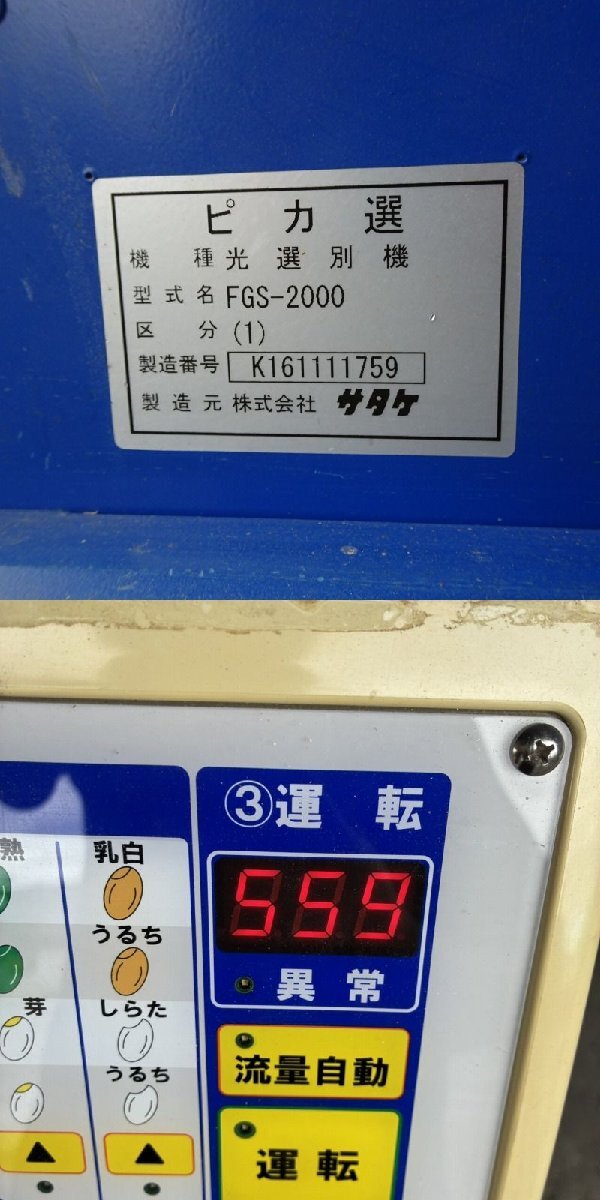 ピカ選
機種 光選別機
型式名 FGS-2000
区分 (1)
製造番号 K161111759
製造元 株式会社 サタケ
③運転
559
異常
流量自動
運転
熟
乳白
うるち
芽
しらた
うるち
▲ ▲